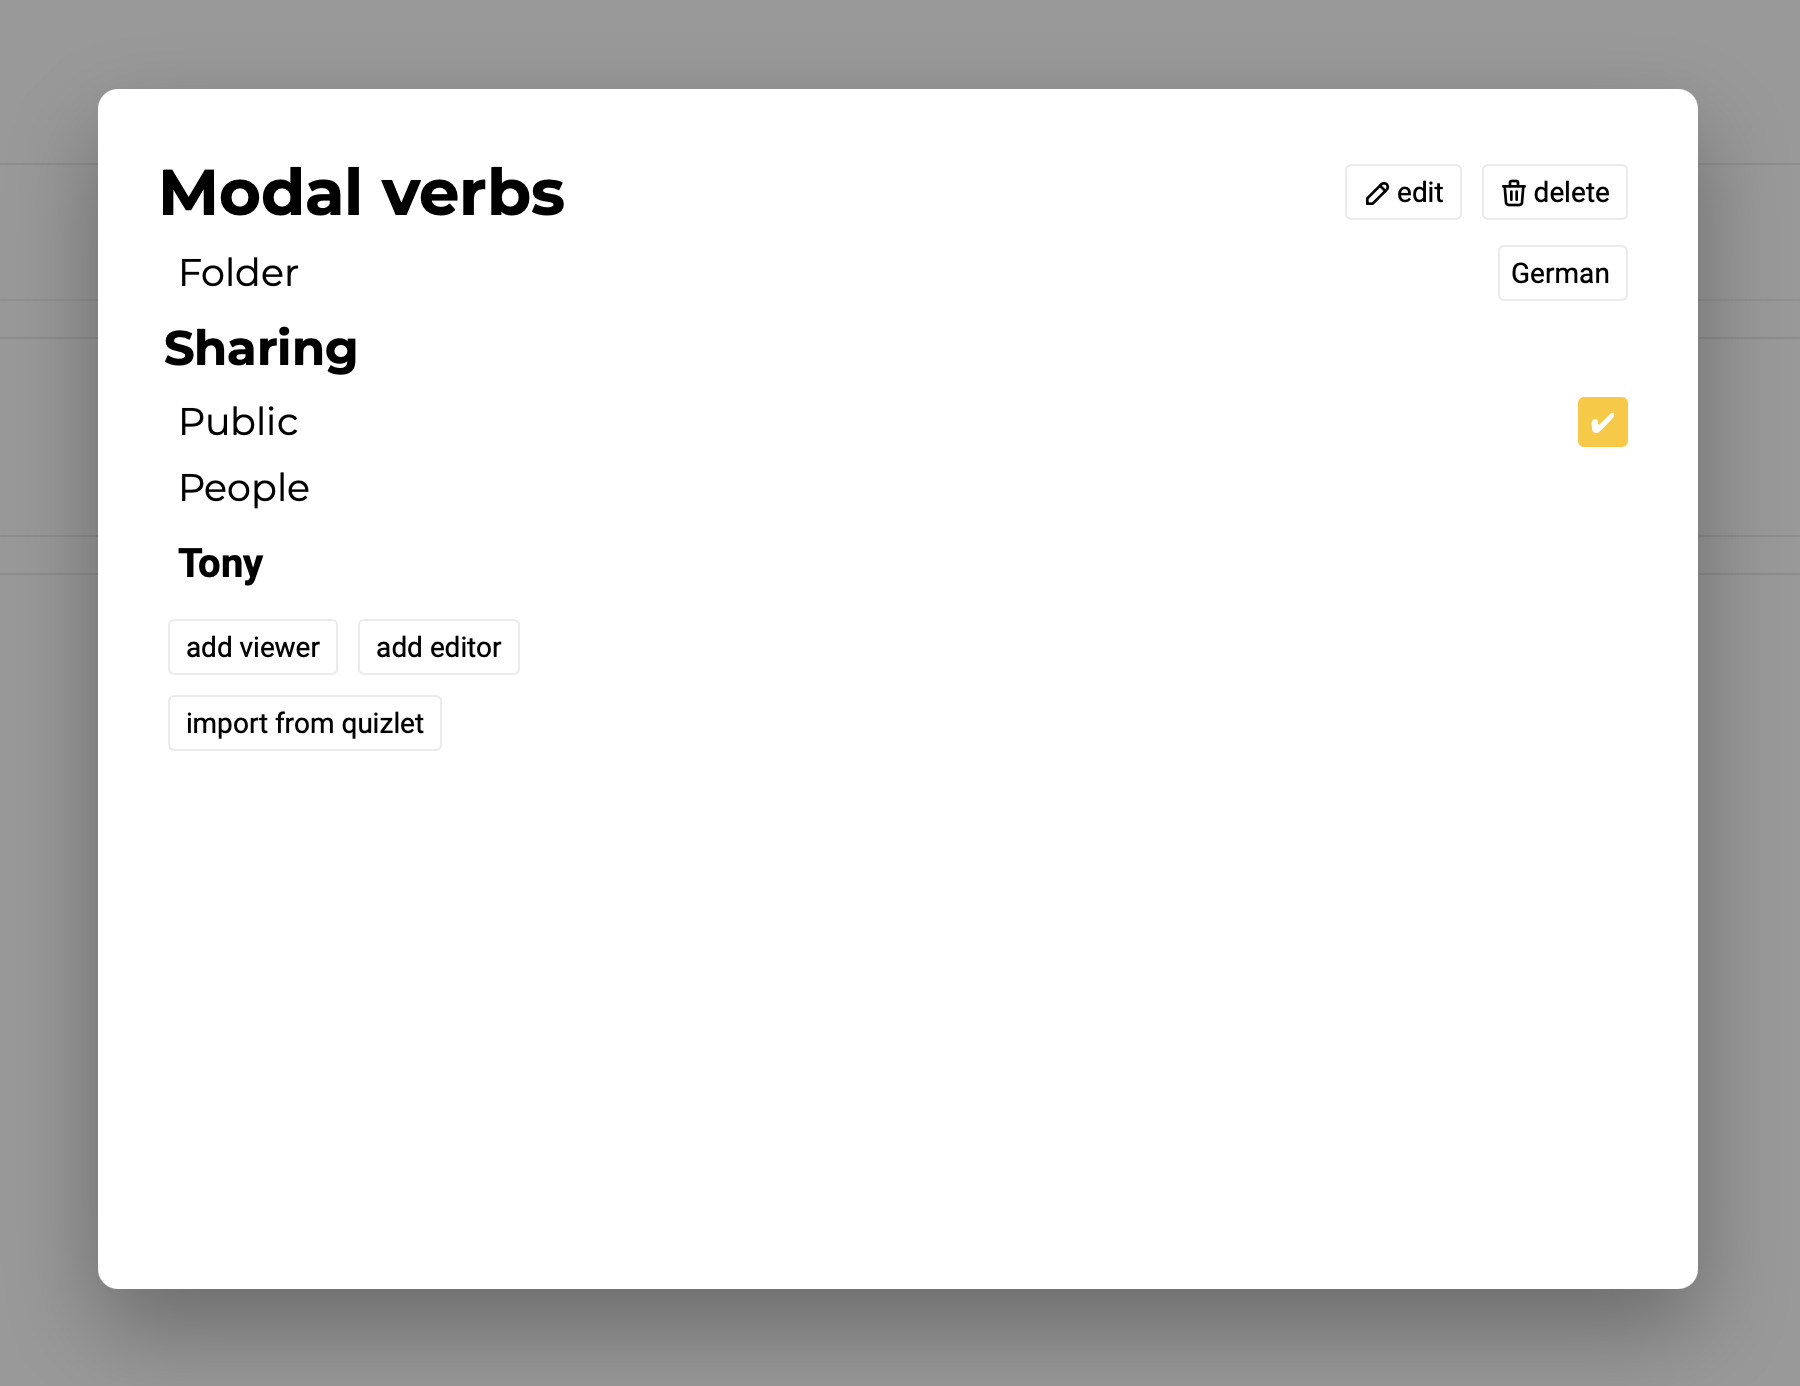 Modal verbs
edit
delete
Folder
German
Sharing
Public
✔
People
Tony
add viewer
add editor
import from quizlet